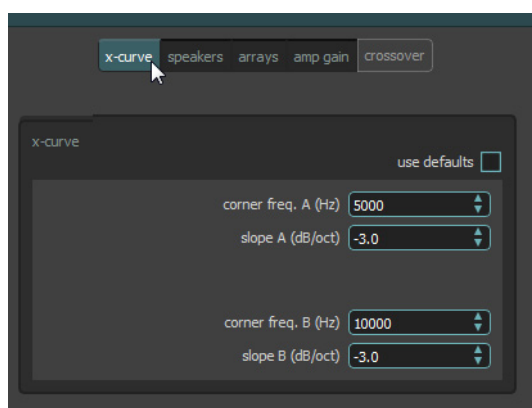 x-curve speakers arrays amp gain crossover
x-curve
use defaults
corner freq. A (Hz) 5000
slope A (dB/oct) -3.0
corner freq. B (Hz) 10000
slope B (dB/oct) -3.0